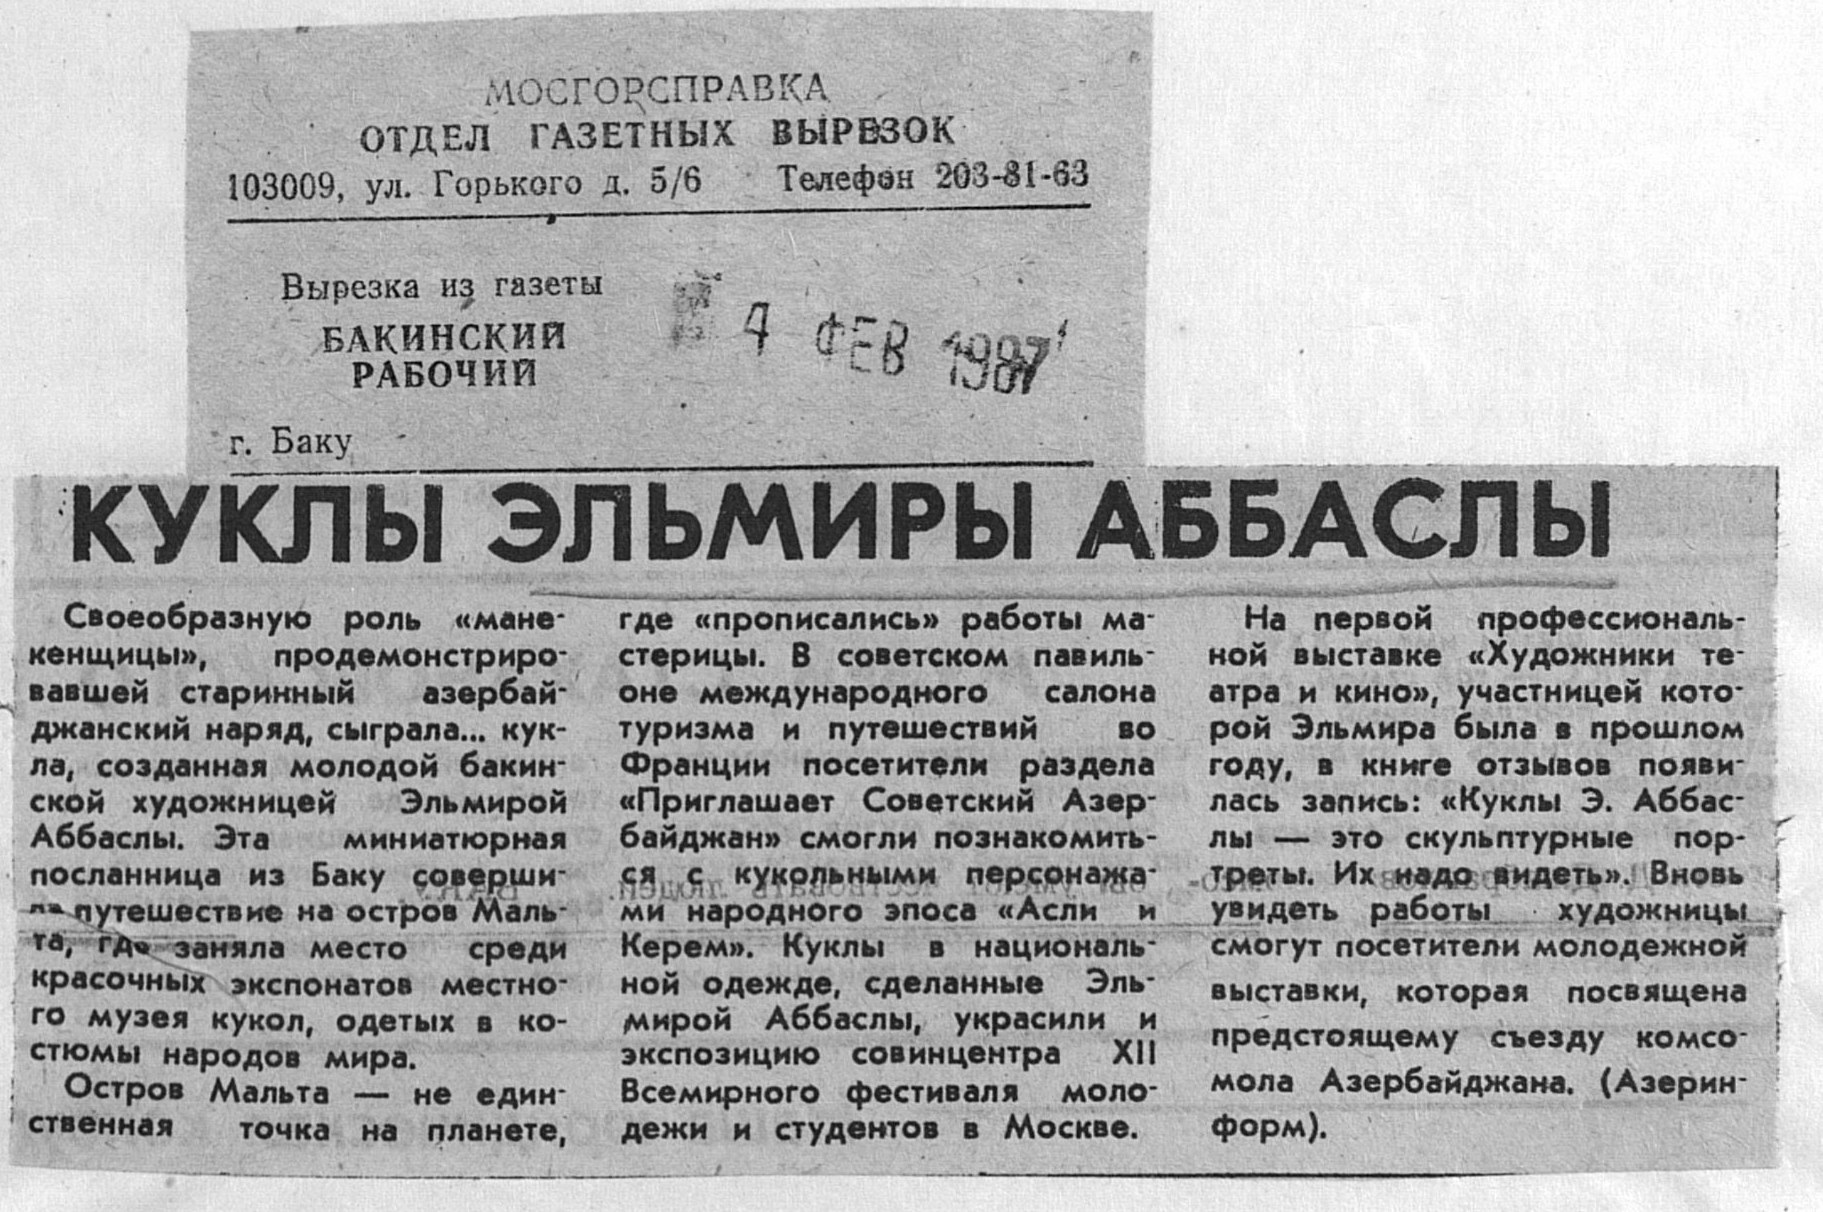 МОСГОРСПРАВКА
ОТДЕЛ ГАЗЕТНЫХ ВЫРЕЗОК
103009, ул. Горького д. 5/6 Телефон 203-81-63
Вырезка из газеты
БАКИНСКИЙ
РАБОЧИЙ
4 ФЕВ 1987
г. Баку
КУКЛЫ ЭЛЬМИРЫ АББАСЛЫ
Своеобразную роль «мане-
кенщицы», продемонстриро-
вавшей старинный азербай-
джанский наряд, сыграла... кук-
ла, созданная молодой бакин-
ской художницей Эльмирой
Аббаслы. Эта миниатюрная
посланница из Баку соверши-
ла путешествие на остров Маль-
та, где заняла место среди
красочных экспонатов местно-
го музея кукол, одетых в ко-
стюмы народов мира.
Остров Мальта — не един-
ственная точка на планете,
где «прописались» работы ма-
стерицы. В советском павиль-
оне международного салона
туризма и путешествий во
Франции посетители раздела
«Приглашает Советский Азер-
байджан» смогли познакомить-
ся с кукольными персонажа-
ми народного эпоса «Асли и
Керем». Куклы в националь-
ной одежде, сделанные Эль-
мирой Аббаслы, украсили и
экспозицию совинцентра XII
Всемирного фестиваля моло-
дежи и студентов в Москве.
На первой профессиональ-
ной выставке «Художники те-
атра и кино», участницей кото-
рой Эльмира была в прошлом
году, в книге отзывов появи-
лась запись: «Куклы Э. Аббас-
лы — это скульптурные пор-
треты. Их надо видеть». Вновь
увидеть работы художницы
смогут посетители молодежной
выставки, которая посвящена
предстоящему съезду комсо-
мола Азербайджана. (Азерин-
форм).